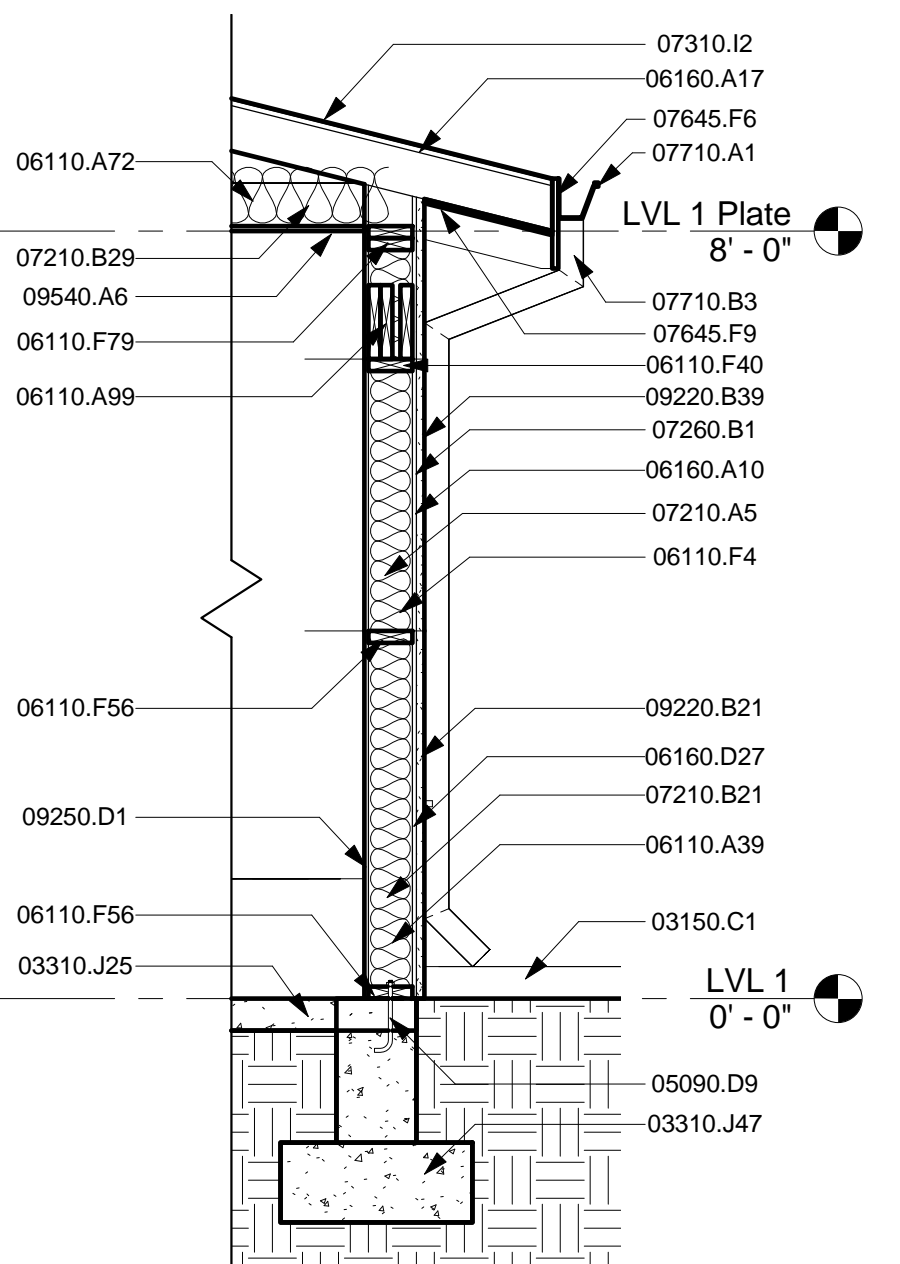 07310.I2
06160.A17
07645.F6
07710.A1
06110.A72
LVL 1 Plate
8' - 0"
07210.B29
09540.A6
07710.B3
06110.F79
07645.F9
06110.F40
06110.A99
09220.B39
07260.B1
06160.A10
07210.A5
06110.F4
06110.F56
09220.B21
06160.D27
07210.B21
09250.D1
06110.A39
06110.F56
03150.C1
03310.J25
LVL 1
0' - 0"
05090.D9
03310.J47